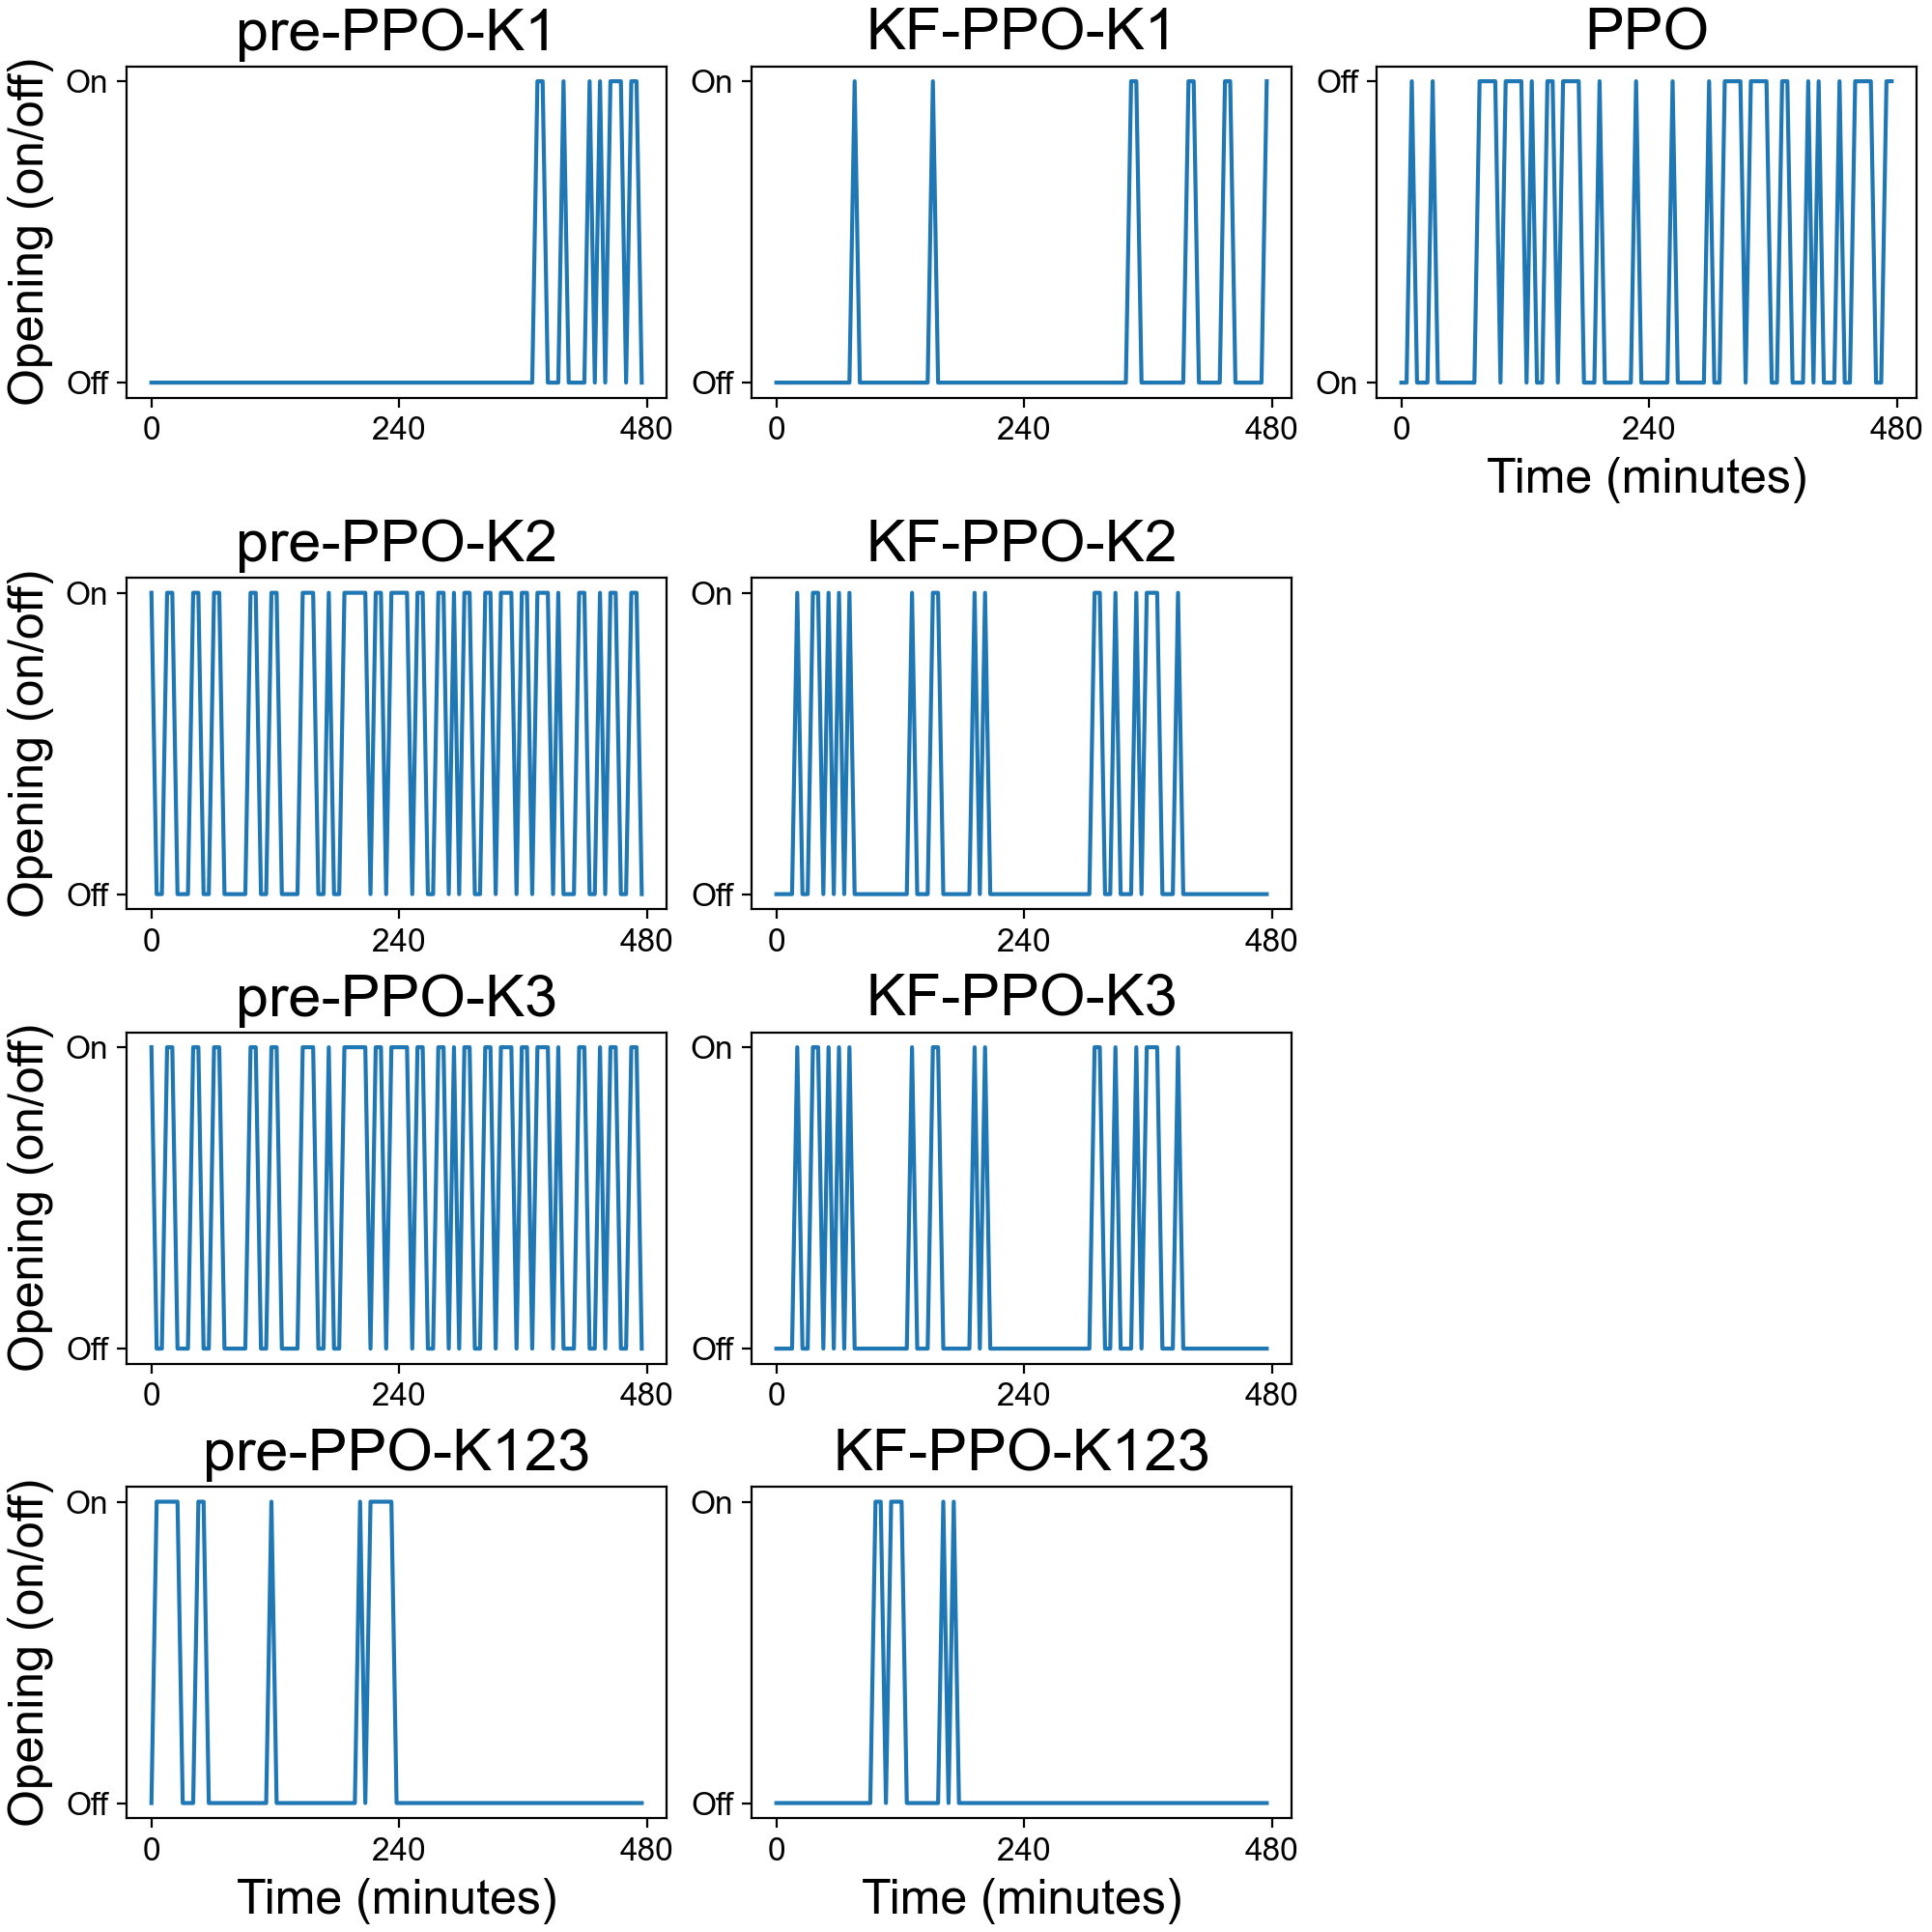 pre-PPO-K1
KF-PPO-K1
PPO
Opening (on/off)
On
Off
0
240
480
On
Off
0
240
480
Off
On
0
240
480
Time (minutes)
pre-PPO-K2
KF-PPO-K2
Opening (on/off)
On
Off
0
240
480
On
Off
0
240
480
pre-PPO-K3
KF-PPO-K3
Opening (on/off)
On
Off
0
240
480
On
Off
0
240
480
pre-PPO-K123
KF-PPO-K123
Opening (on/off)
On
Off
0
240
480
Time (minutes)
On
Off
0
240
480
Time (minutes)